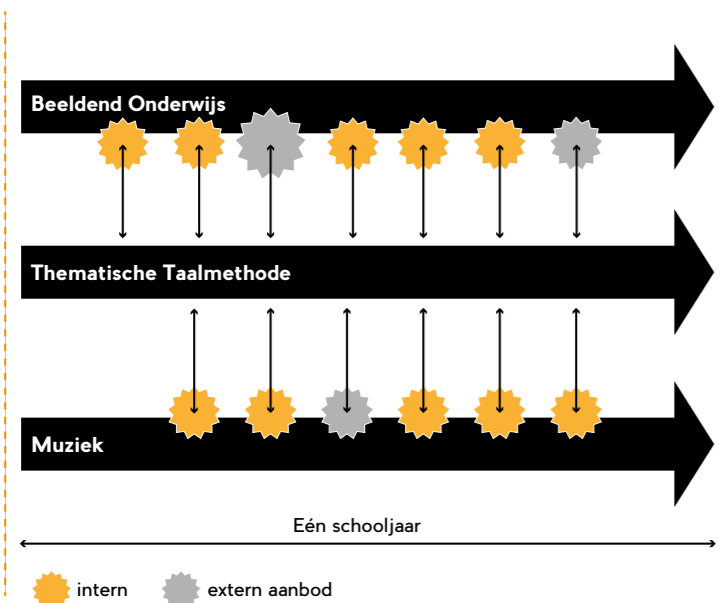 Beeldend Onderwijs
Thematische Taalmethode
Muziek
Eén schooljaar
intern
extern aanbod